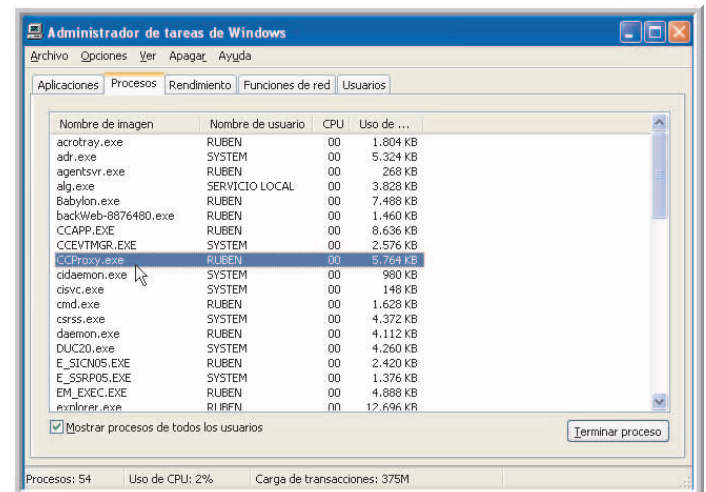 Administrador de tareas de Windows
Archivo Opciones Ver Apagar Ayuda
Aplicaciones Procesos Rendimiento Funciones de red Usuarios
Nombre de imagen Nombre de usuario CPU Uso de ...
acrotray.exe RUBEN 00 1.804 KB
adr.exe SYSTEM 00 5.324 KB
agentsvr.exe RUBEN 00 268 KB
alg.exe SERVICIO LOCAL 00 3.828 KB
Babylon.exe RUBEN 00 7.488 KB
backWeb-8876480.exe RUBEN 00 1.460 KB
CCAPP.EXE RUBEN 00 8.636 KB
CCEVTMGR.EXE SYSTEM 00 2.576 KB
CCProxy.exe RUBEN 00 5.764 KB
cidaemon.exe SYSTEM 00 980 KB
cisvc.exe SYSTEM 00 148 KB
cmd.exe RUBEN 00 1.628 KB
csrss.exe SYSTEM 00 4.372 KB
daemon.exe RUBEN 00 4.112 KB
DUC20.exe SYSTEM 00 4.260 KB
E_SICN05.EXE RUBEN 00 2.420 KB
E_SSRP05.EXE SYSTEM 00 1.376 KB
EM_EXEC.EXE RUBEN 00 4.888 KB
explorer.exe RUBEN 00 12.696 KB
Mostrar procesos de todos los usuarios Terminar proceso
Procesos: 54 Uso de CPU: 2% Carga de transacciones: 375M